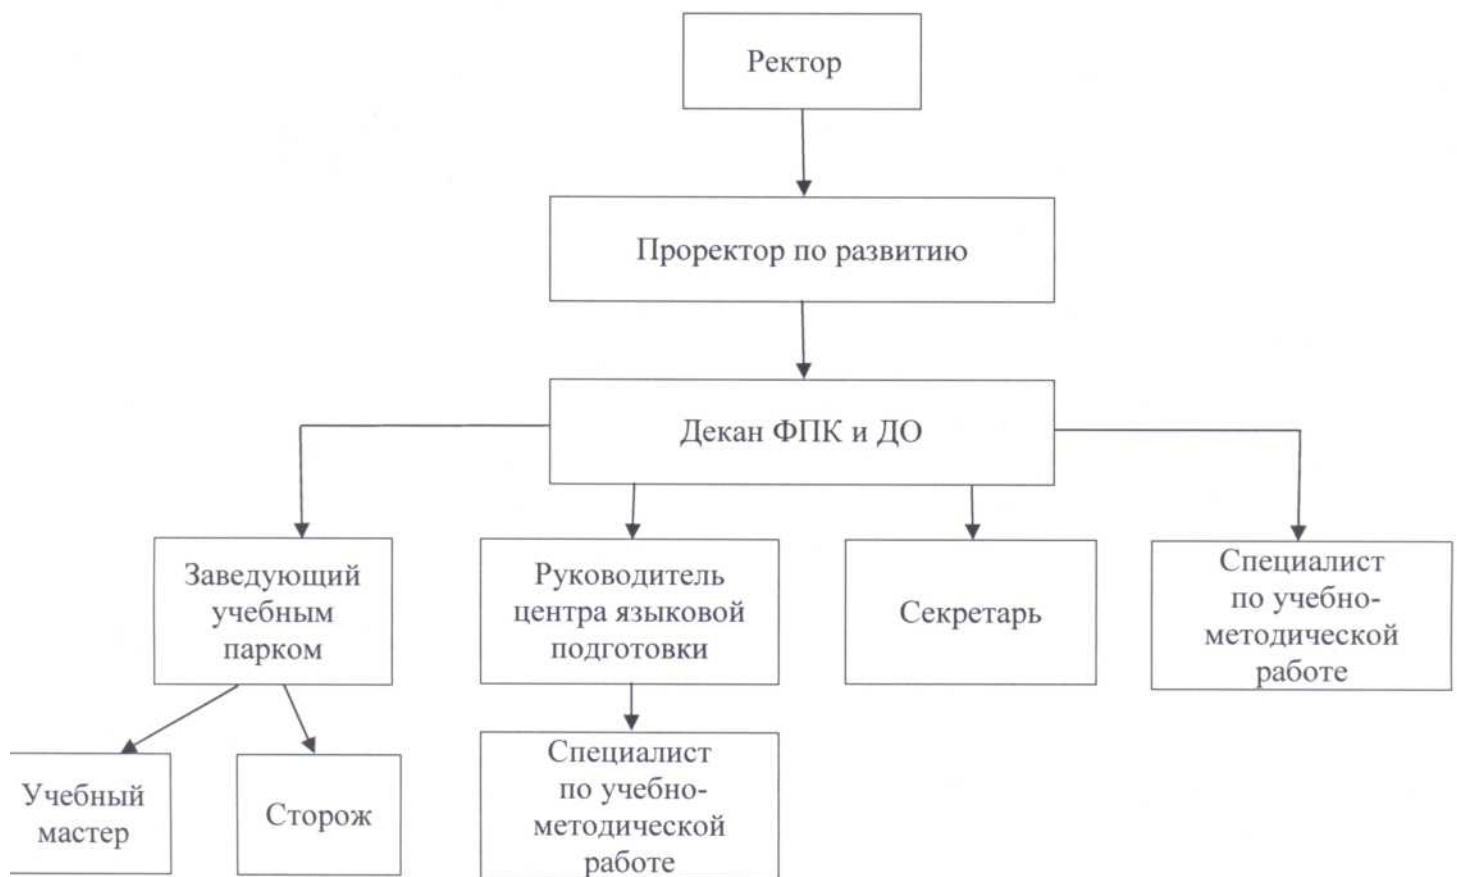 Ректор
Проректор по развитию
Декан ФПК и ДО
Заведующий
учебным
парком
Руководитель
центра языковой
подготовки
Секретарь
Специалист
по учебно-
методической
работе
Учебный
мастер
Сторож
Специалист
по учебно-
методической
работе